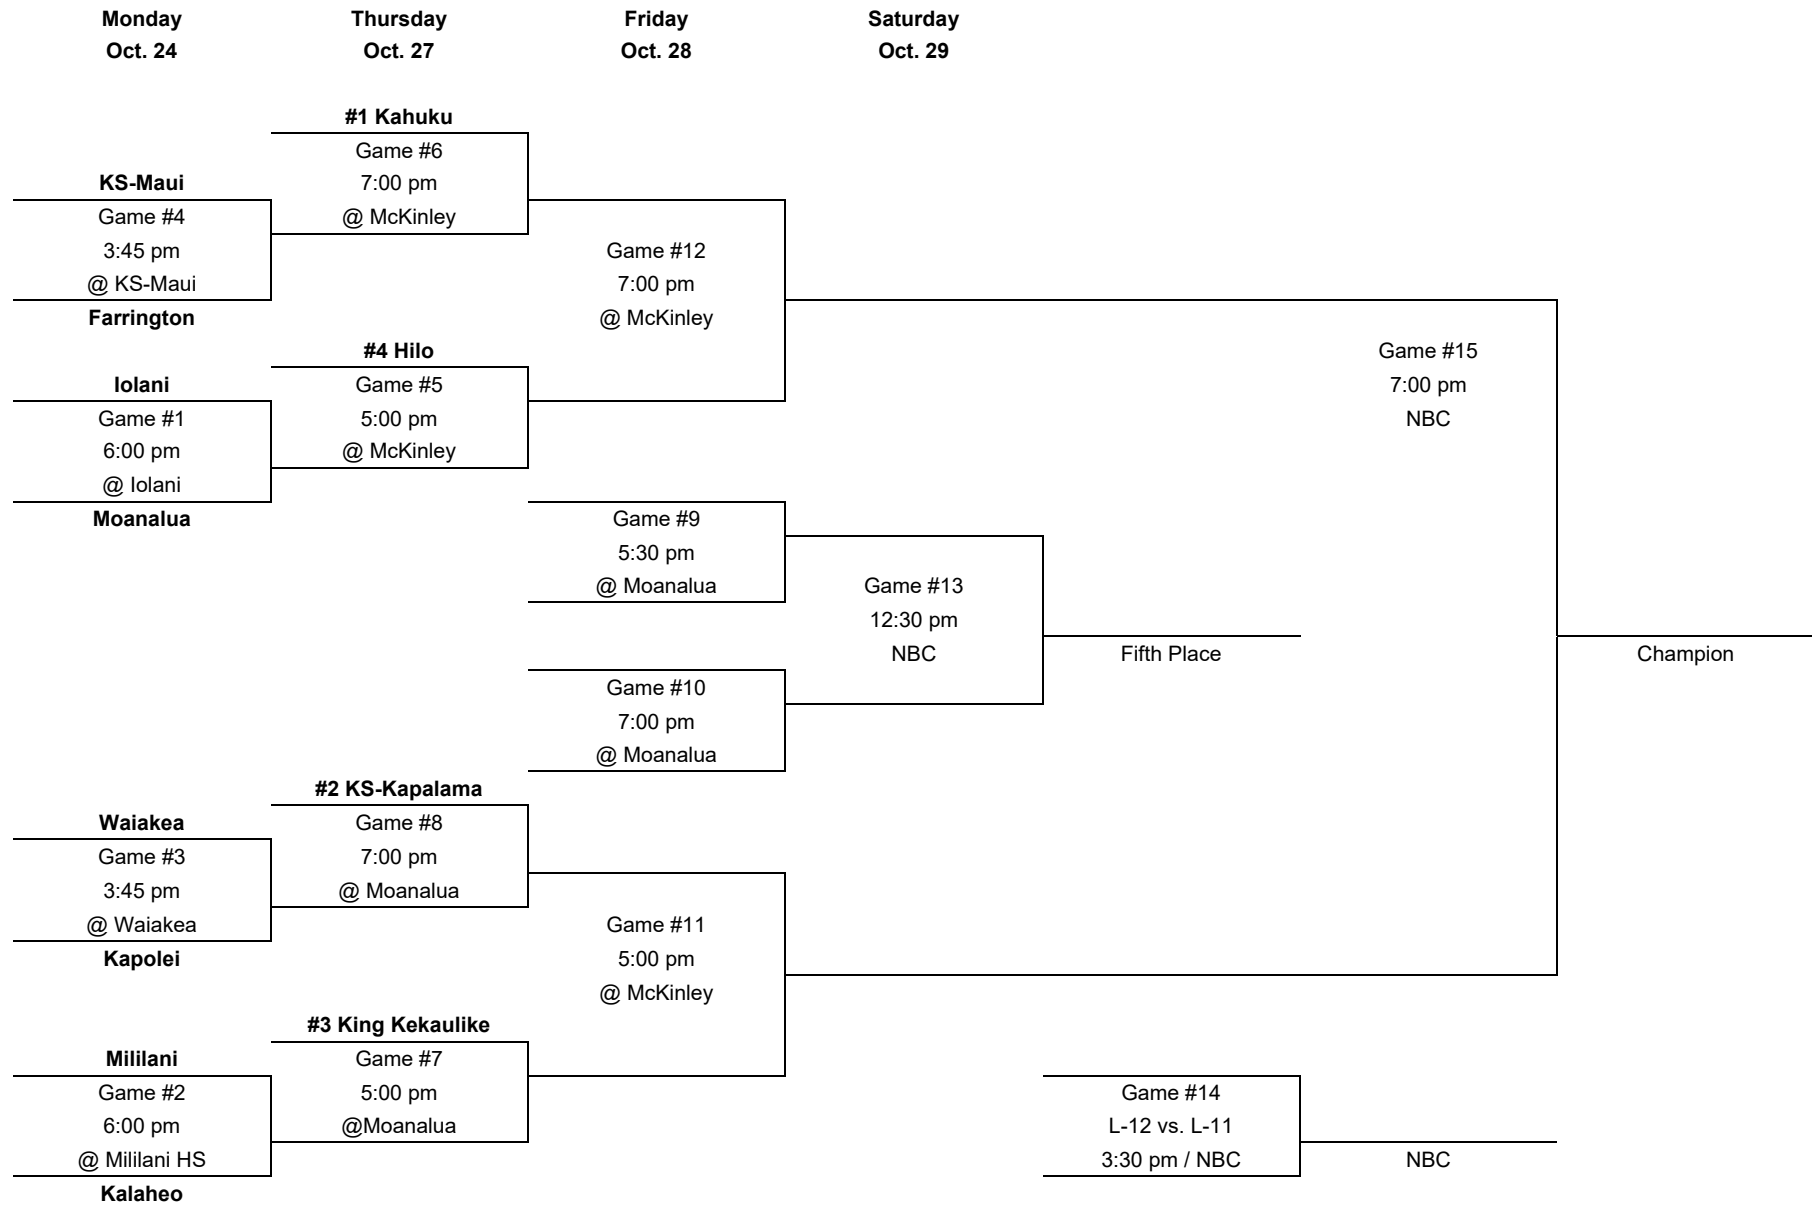 Monday
Oct. 24
Thursday
Oct. 27
Friday
Oct. 28
Saturday
Oct. 29
KS-Maui
Game #4
3:45 pm
@ KS-Maui
Farrington
Iolani
Game #1
6:00 pm
@ Iolani
Moanalua
Waiakea
Game #3
3:45 pm
@ Waiakea
Kapolei
Mililani
Game #2
6:00 pm
@ Mililani HS
Kalaheo
#1 Kahuku
Game #6
7:00 pm
@ McKinley
#4 Hilo
Game #5
5:00 pm
@ McKinley
#2 KS-Kapalama
Game #8
7:00 pm
@ Moanalua
#3 King Kekaulike
Game #7
5:00 pm
@Moanalua
Game #12
7:00 pm
@ McKinley
Game #9
5:30 pm
@ Moanalua
Game #10
7:00 pm
@ Moanalua
Game #11
5:00 pm
@ McKinley
Game #13
12:30 pm
NBC
Fifth Place
Game #14
L-12 vs. L-11
3:30 pm / NBC
NBC
Game #15
7:00 pm
NBC
Champion